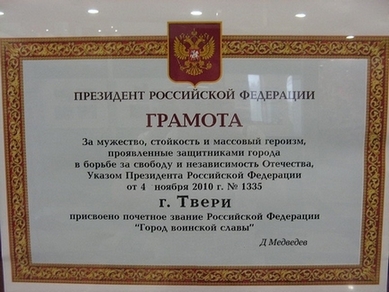 ПРЕЗИДЕНТ РОССИЙСКОЙ ФЕДЕРАЦИИ
ГРАМОТА
За мужество, стойкость и массовый героизм,
проявленные защитниками города
в борьбе за свободу и независимость Отечества,
Указом Президента Российской Федерации
от 4 ноября 2010 г. № 1335
г. Твери
присвоено почетное звание Российской Федерации
"Город воинской славы"
Д Медведев